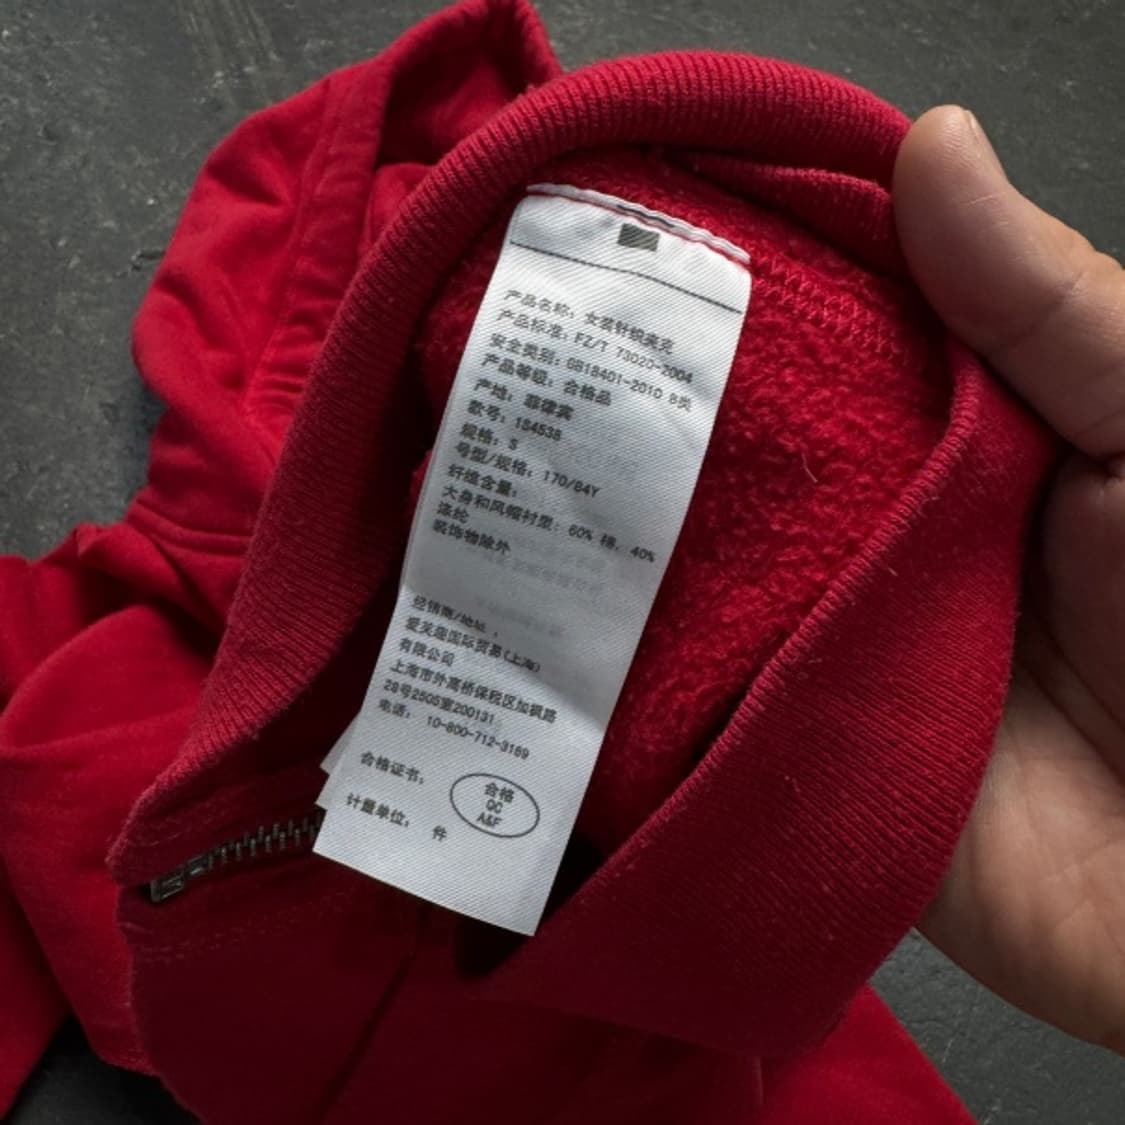 产品名称：女装针织夹克
产品标准：FZ/T 73020-2004
安全类别：GB18401-2010 B类
产品等级：合格品
产地：菲律宾
款号：184538
规格：S
号型/规格：170/84Y
纤维含量：
大身和风帽衬里：60% 棉，40%
涤纶
装饰物除外
经销商/地址，
爱芙趣国际贸易(上海)
有限公司
上海市外高桥保税区加枫路
28号2505室200131
电话： 10-800-712-3169
合格证书：
合格
QC
A&F
计量单位： 件